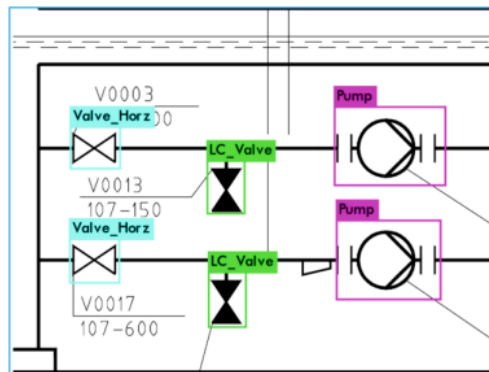 V0003
Pump
Valve_Horz
00
LC_Valve
V0013
107-150
Pump
Valve_Horz
LC_Valve
V0017
107-600